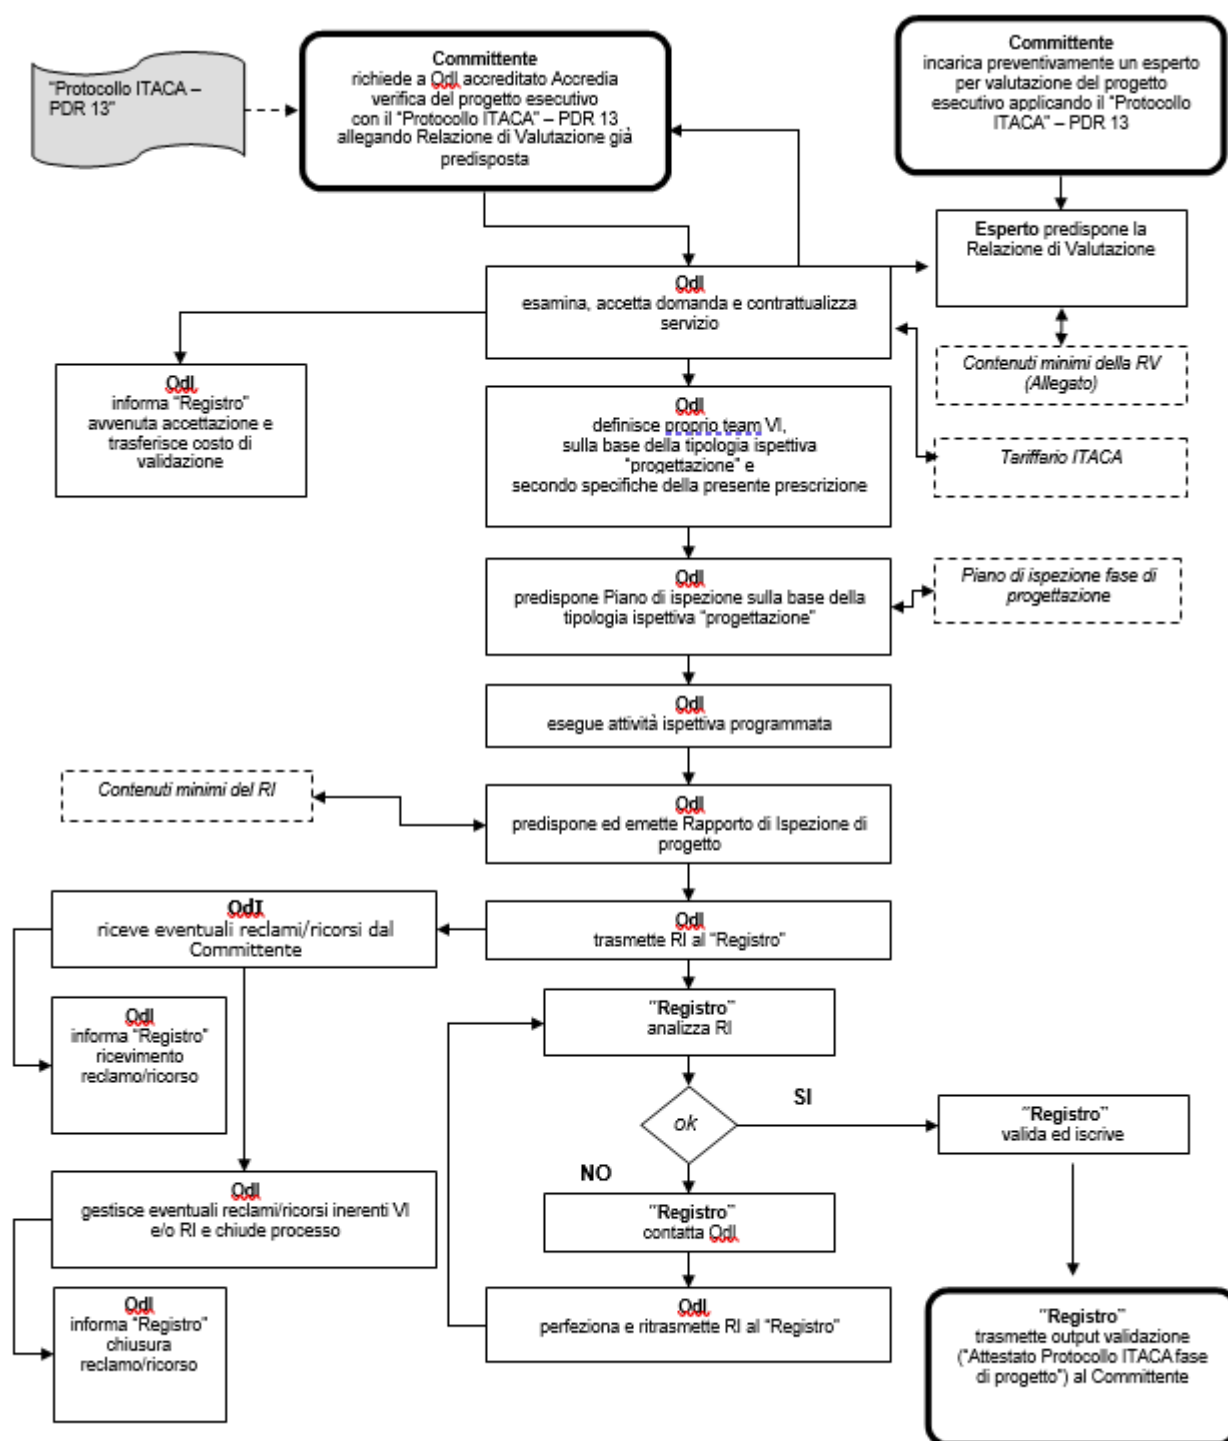 "Protocollo ITACA –
PDR 13"
Committente
richiede a OdI accreditato Accredia
verifica del progetto esecutivo
con il "Protocollo ITACA" – PDR 13
allegando Relazione di Valutazione già
predisposta
Committente
incarica preventivamente un esperto
per valutazione del progetto
esecutivo applicando il "Protocollo
ITACA" – PDR 13
Esperto predispone la
Relazione di Valutazione
OdI
esamina, accetta domanda e contrattualizza
servizio
Contenuti minimi della RV
(Allegato)
OdI
informa "Registro"
avvenuta accettazione e
trasferisce costo di
validazione
OdI
definisce proprio team VI,
sulla base della tipologia ispettiva
"progettazione" e
secondo specifiche della presente prescrizione
Tariffario ITACA
OdI
predispone Piano di ispezione sulla base della
tipologia ispettiva "progettazione"
Piano di ispezione fase di
progettazione
OdI
esegue attività ispettiva programmata
Contenuti minimi del RI
OdI
predispone ed emette Rapporto di Ispezione di
progetto
OdI
riceve eventuali reclami/ricorsi dal
Committente
OdI
trasmette RI al "Registro"
OdI
informa "Registro"
ricevimento
reclamo/ricorso
"Registro"
analizza RI
ok
SI
NO
"Registro"
valida ed iscrive
OdI
gestisce eventuali reclami/ricorsi inerenti VI
e/o RI e chiude processo
"Registro"
contatta OdI
OdI
informa "Registro"
chiusura
reclamo/ricorso
OdI
perfeziona e ritrasmette RI al "Registro"
"Registro"
trasmette output validazione
("Attestato Protocollo ITACA fase
di progetto") al Committente